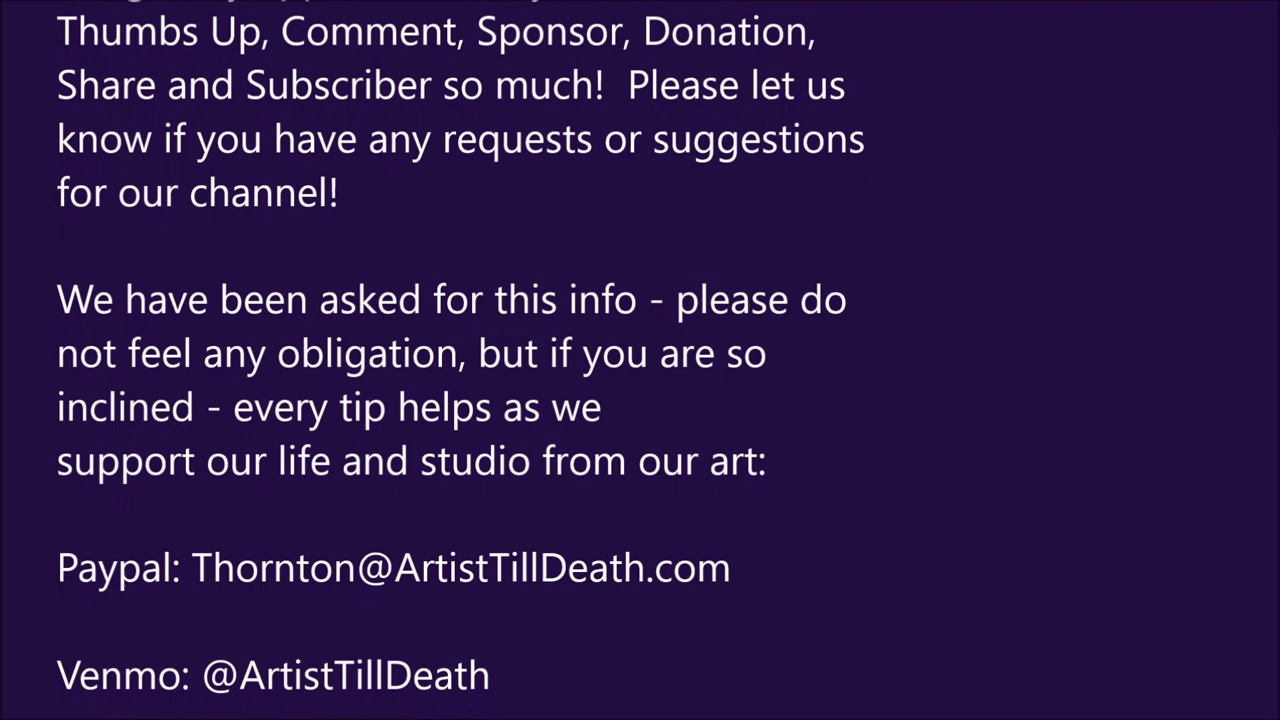 Thumbs Up, Comment, Sponsor, Donation,
Share and Subscriber so much!  Please let us
know if you have any requests or suggestions
for our channel!
We have been asked for this info - please do
not feel any obligation, but if you are so
inclined - every tip helps as we
support our life and studio from our art:
Paypal: Thornton@ArtistTillDeath.com
Venmo: @ArtistTillDeath